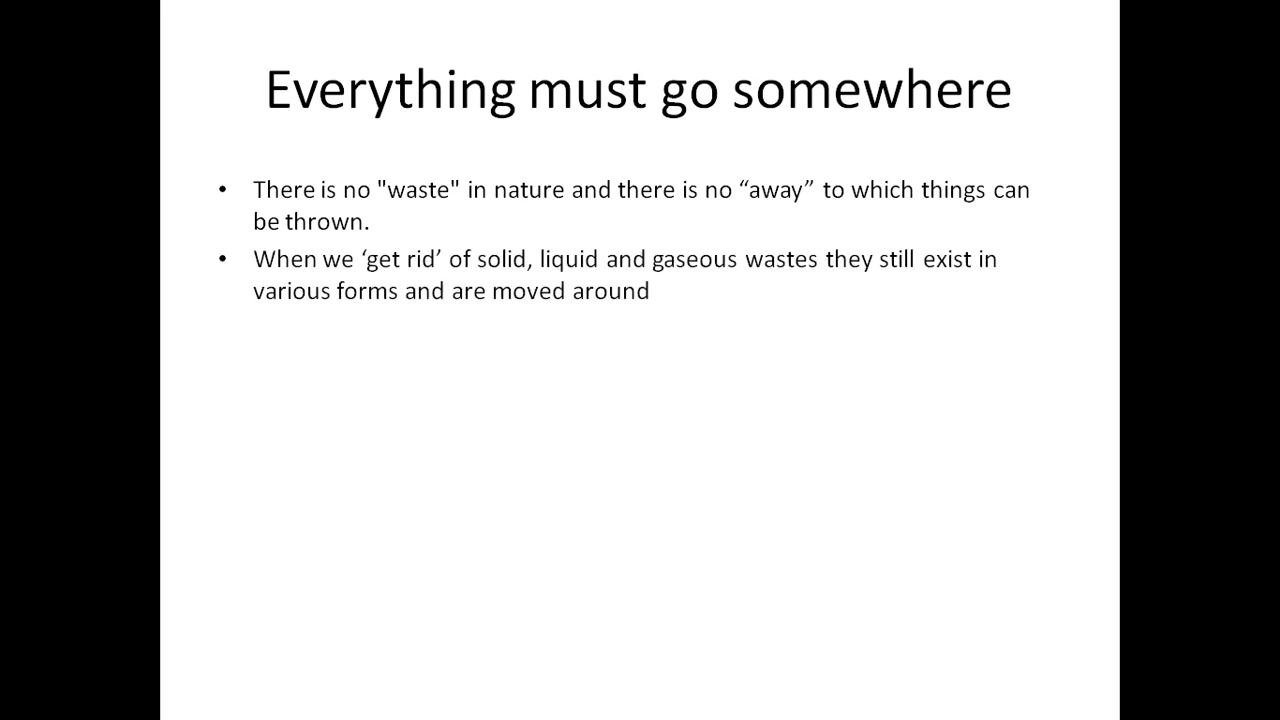 Everything must go somewhere
• There is no "waste" in nature and there is no “away” to which things can
be thrown.
• When we ‘get rid’ of solid, liquid and gaseous wastes they still exist in
various forms and are moved around